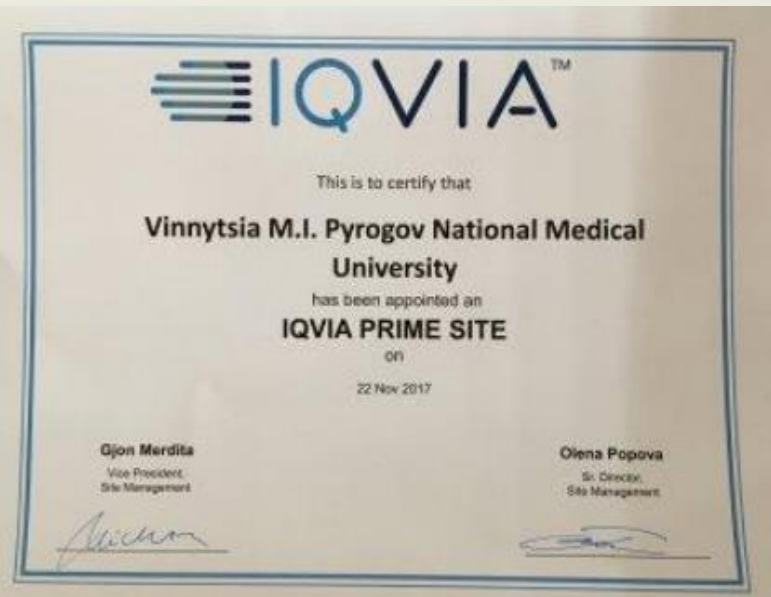 IQVIA™
This is to certify that
Vinnytsia M.I. Pyrogov National Medical
University
has been appointed an
IQVIA PRIME SITE
on
22 Nov 2017
Gjon Merdita
Vice President,
Site Management
Olena Popova
Sr. Director,
Site Management